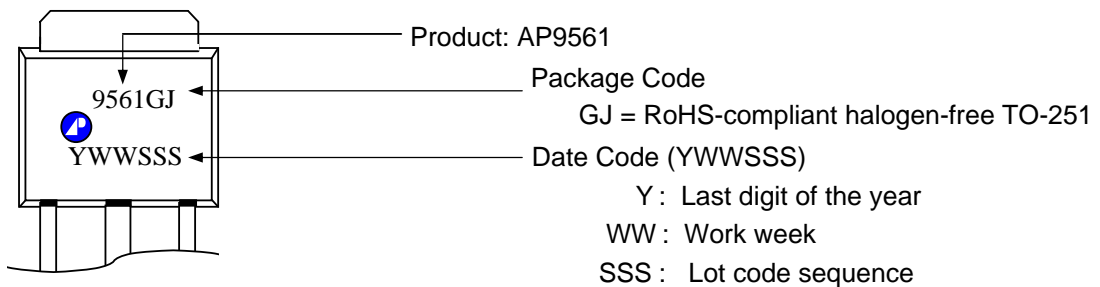 Product: AP9561
Package Code
9561GJ
GJ = RoHS-compliant halogen-free TO-251
YWWSSS
Date Code (YWWSSS)
Y : Last digit of the year
WW : Work week
SSS : Lot code sequence